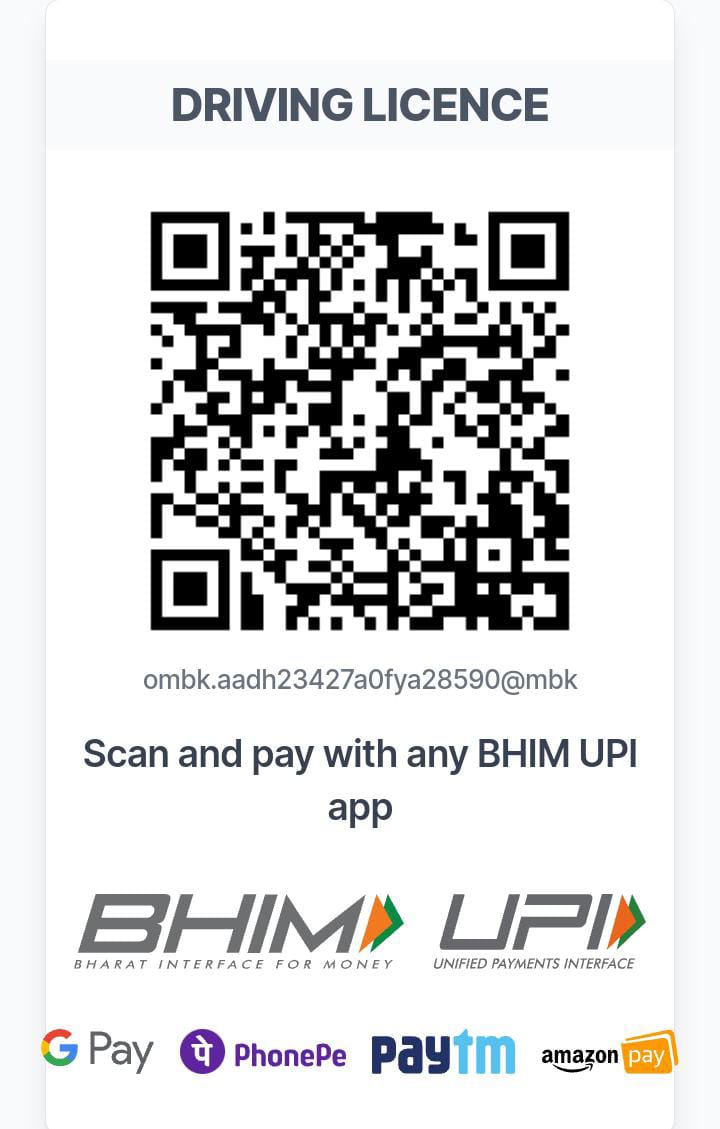 DRIVING LICENCE
ombk.aadh23427a0fya28590@mbk
Scan and pay with any BHIM UPI
app
BHIM UPI
BHARAT INTERFACE FOR MONEY UNIFIED PAYMENTS INTERFACE
G Pay पे PhonePe paytm amazon pay